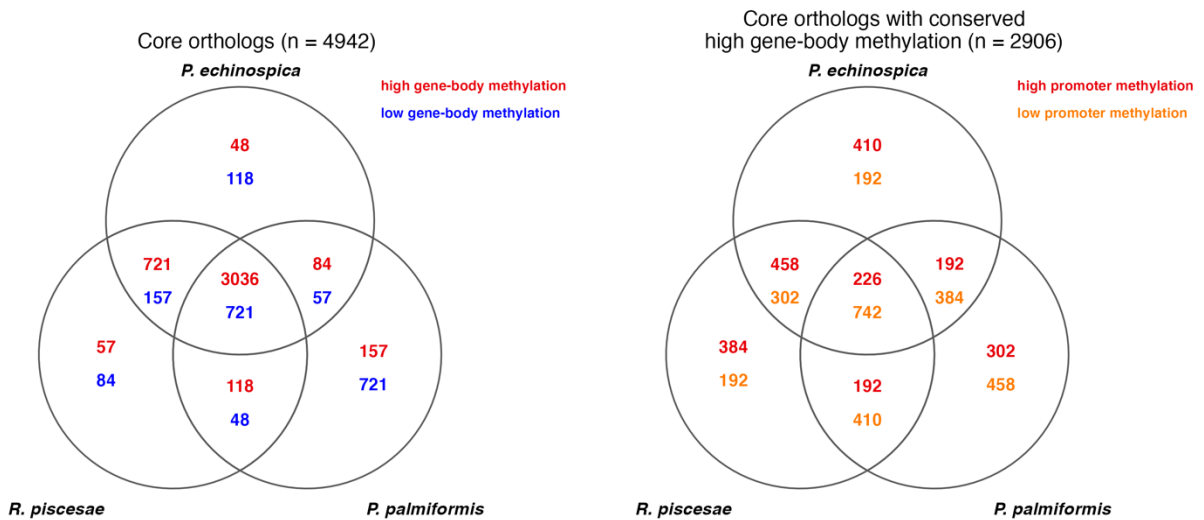 Core orthologs (n = 4942)
P. echinospica
high gene-body methylation
low gene-body methylation
48
118
721
157
3036
721
84
57
57
84
157
721
118
48
R. piscesae
P. palmiformis
Core orthologs with conserved
high gene-body methylation (n = 2906)
P. echinospica
high promoter methylation
low promoter methylation
410
192
458
302
226
742
192
384
384
192
302
458
192
410
R. piscesae
P. palmiformis